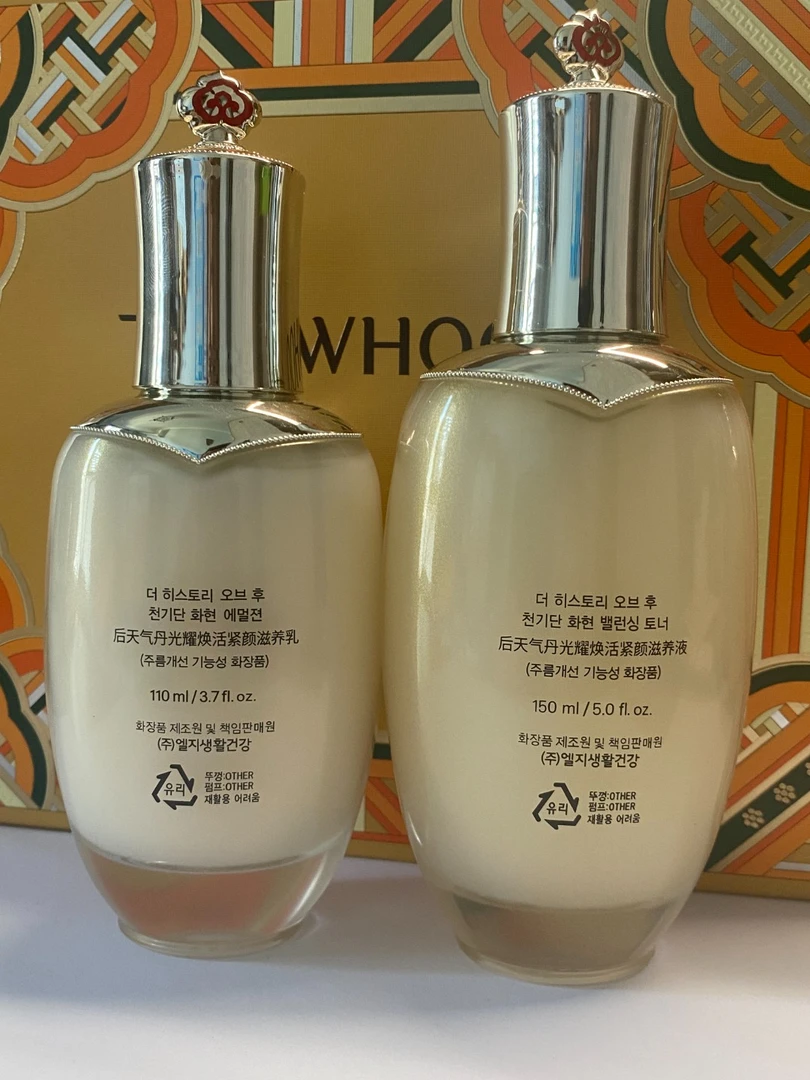 WHOO
더 히스토리 오브 후
천기단 화현 에멀젼
后天气丹光耀焕活紧颜滋养乳
(주름개선 기능성 화장품)
110 ml / 3.7 fl. oz.
화장품 제조원 및 책임판매원
(주)엘지생활건강
유리
뚜껑:OTHER
펌프:OTHER
재활용 어려움
더 히스토리 오브 후
천기단 화현 밸런싱 토너
后天气丹光耀焕活紧颜滋养液
(주름개선 기능성 화장품)
150 ml / 5.0 fl. oz.
화장품 제조원 및 책임판매원
(주)엘지생활건강
유리
뚜껑:OTHER
펌프:OTHER
재활용 어려움